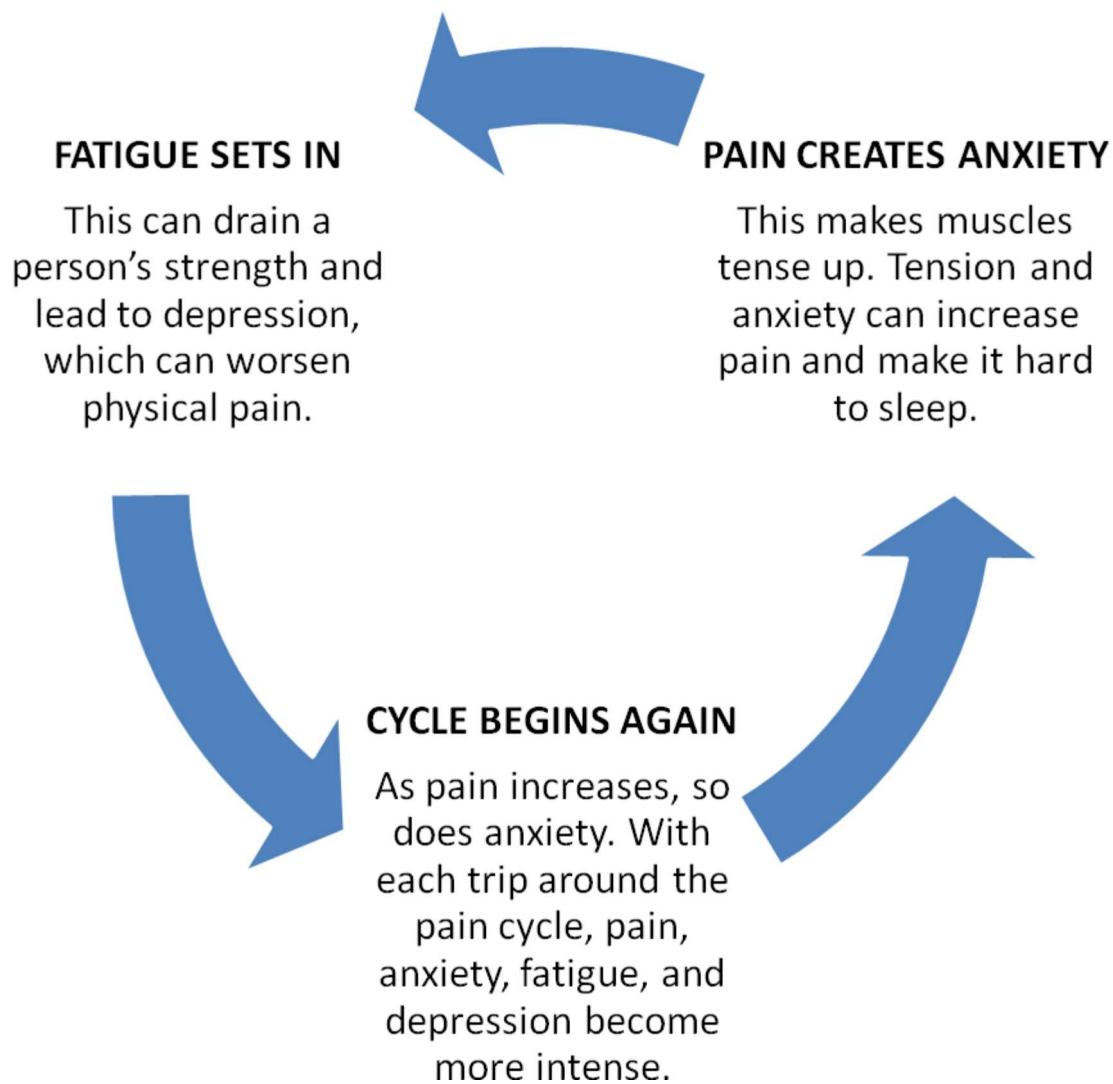 FATIGUE SETS IN
This can drain a
person’s strength and
lead to depression,
which can worsen
physical pain.
PAIN CREATES ANXIETY
This makes muscles
tense up. Tension and
anxiety can increase
pain and make it hard
to sleep.
CYCLE BEGINS AGAIN
As pain increases, so
does anxiety. With
each trip around the
pain cycle, pain,
anxiety, fatigue, and
depression become
more intense.